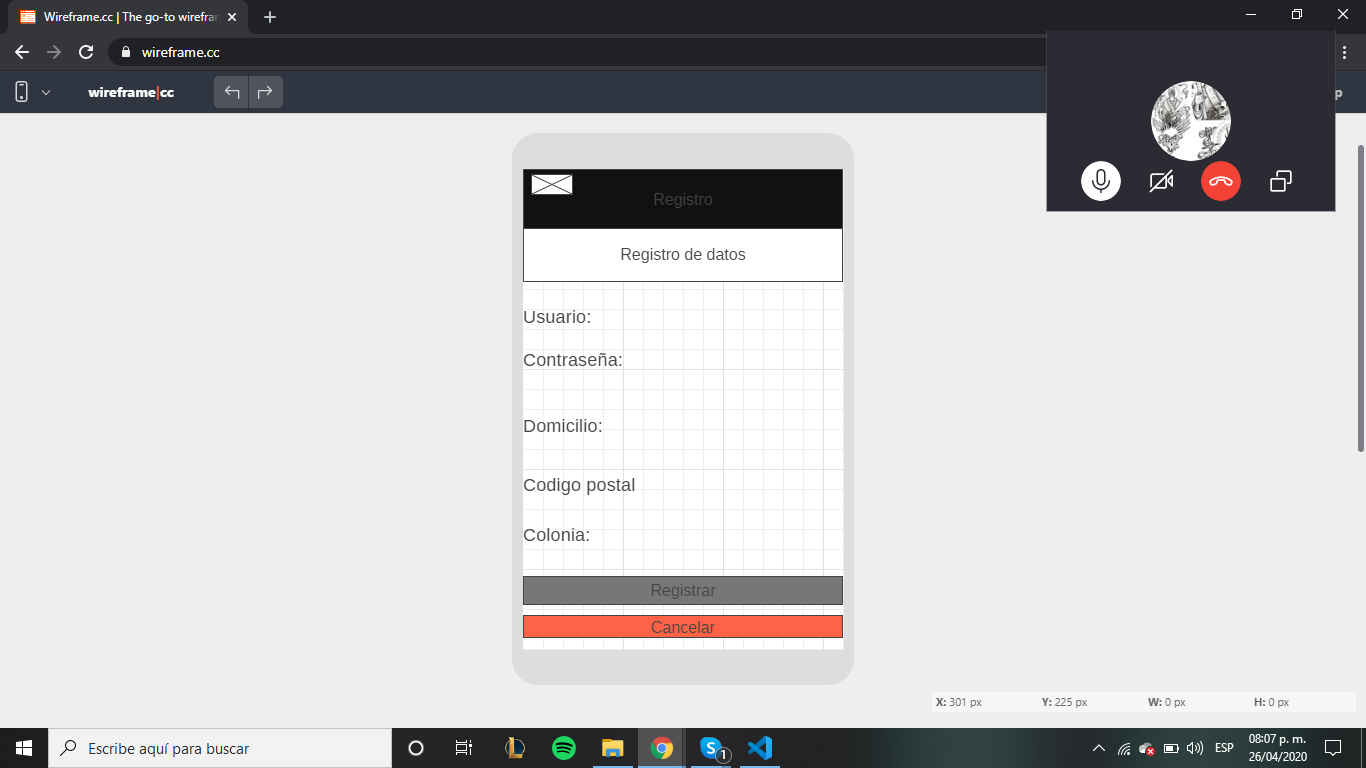 Wireframe.cc | The go-to wirefra
wireframe.cc
wireframe|cc
p
Registro
Registro de datos
Usuario:
Contraseña:
Domicilio:
Codigo postal
Colonia:
Registrar
Cancelar
X: 301 px Y: 225 px W: 0 px H: 0 px
Escribe aquí para buscar
1
ESP
08:07 p. m.
26/04/2020